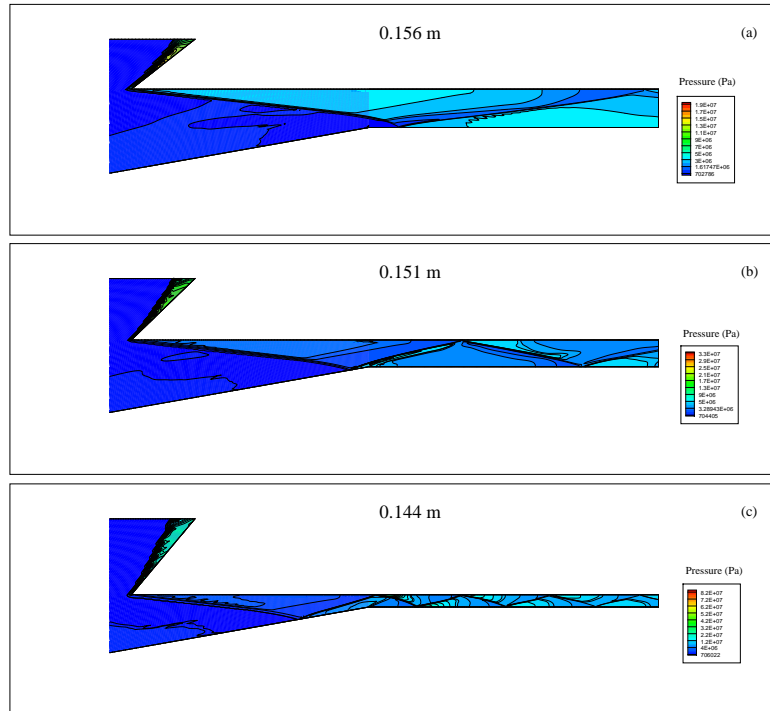 0.156 m
(a)
Pressure (Pa)
1.9E+07
1.7E+07
1.5E+07
1.3E+07
1.1E+07
9E+06
7E+06
5E+06
3E+06
1.61747E+06
702786
0.151 m
(b)
Pressure (Pa)
3.3E+07
2.9E+07
2.5E+07
2.1E+07
1.7E+07
1.3E+07
9E+06
5E+06
3.28943E+06
704405
0.144 m
(c)
Pressure (Pa)
8.2E+07
7.2E+07
6.2E+07
5.2E+07
4.2E+07
3.2E+07
2.2E+07
1.2E+07
4E+06
706022